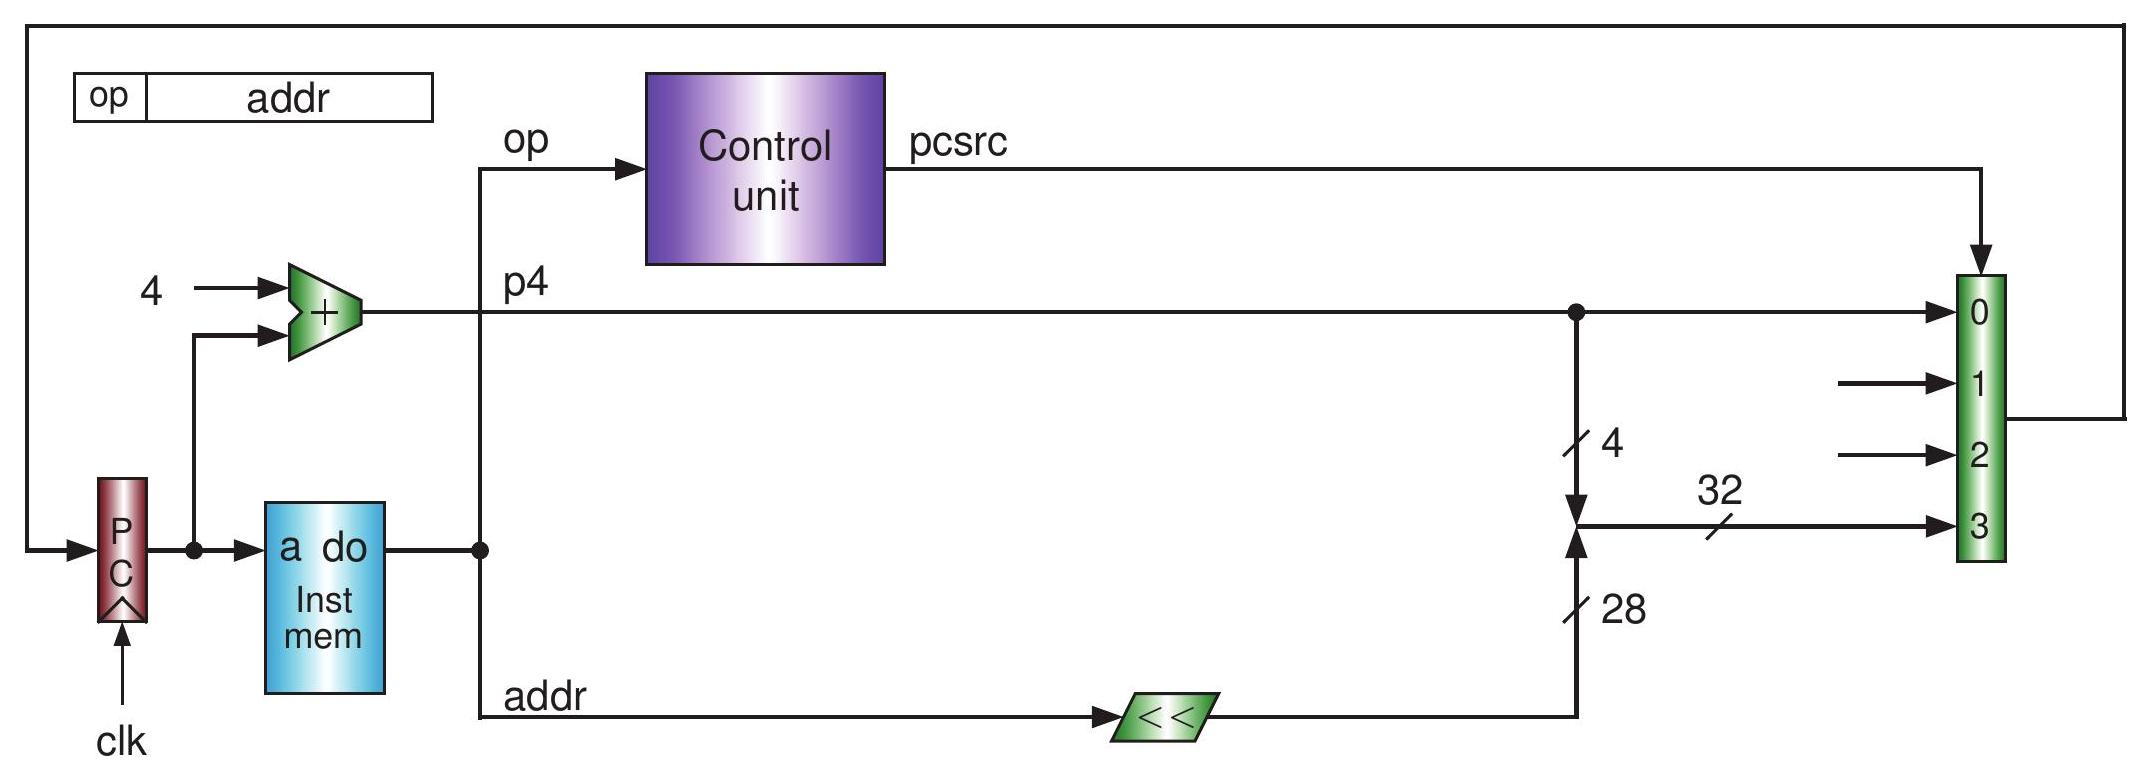 op addr
op
Control
unit
pcsrc
4
+
p4
0
1
2
3
4
32
28
P
C
a do
Inst
mem
addr
<<
clk